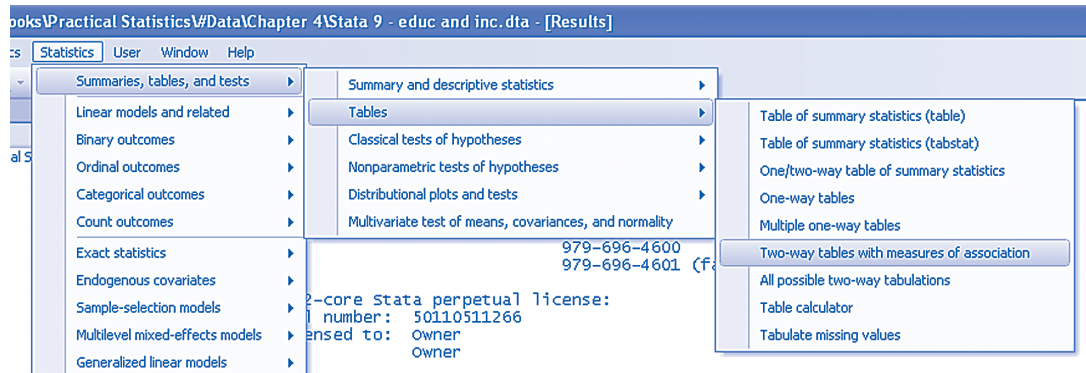 ooks\Practical Statistics\#Data\Chapter 4\Stata 9 - educ and inc.dta - [Results]
Statistics User Window Help
Summaries, tables, and tests
Linear models and related
Binary outcomes
Ordinal outcomes
Categorical outcomes
Count outcomes
Exact statistics
Endogenous covariates
Sample-selection models
Multilevel mixed-effects models
Generalized linear models
Summary and descriptive statistics
Tables
Classical tests of hypotheses
Nonparametric tests of hypotheses
Distributional plots and tests
Multivariate test of means, covariances, and normality
Table of summary statistics (table)
Table of summary statistics (tabstat)
One/two-way table of summary statistics
One-way tables
Multiple one-way tables
Two-way tables with measures of association
All possible two-way tabulations
Table calculator
Tabulate missing values
al S
979-696-4600
979-696-4601 (fa
2-core Stata perpetual license:
l number: 50110511266
ensed to: Owner
Owner